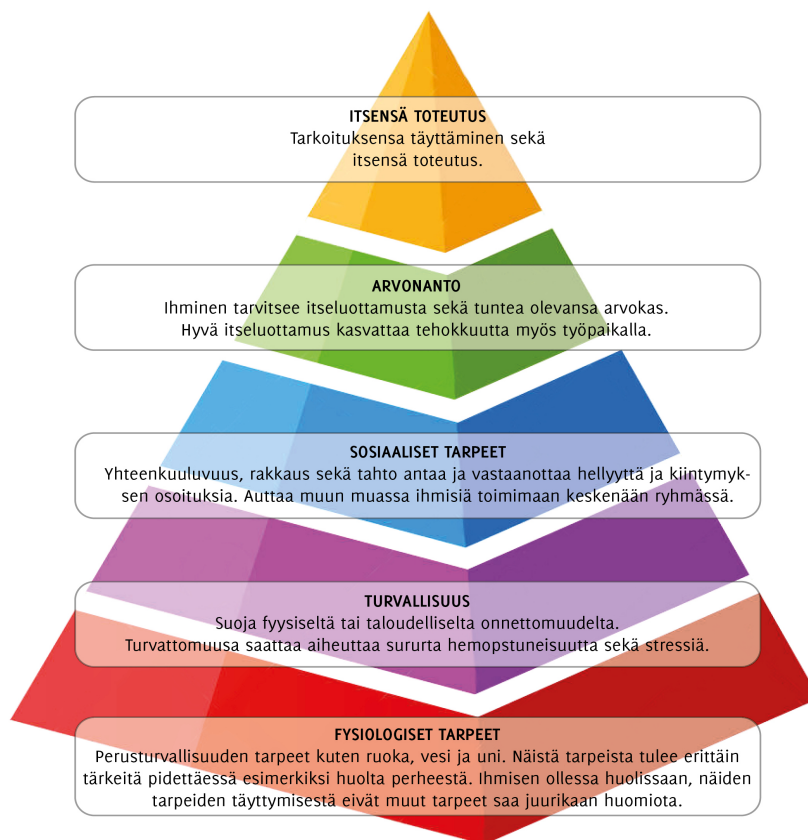 ITSENSÄ TOTEUTUS
Tarkoituksensa täyttäminen sekä
itsensä toteutus.
ARVONANTO
Ihminen tarvitsee itseluottamusta sekä tuntea olevansa arvokas.
Hyvä itseluottamus kasvattaa tehokkuutta myös työpaikalla.
SOSIAALISET TARPEET
Yhteenkuuluvuus, rakkaus sekä tahto antaa ja vastaanottaa hellyyttä ja kiintymyk-
sen osoituksia. Auttaa muun muassa ihmisiä toimimaan keskenään ryhmässä.
TURVALLISUUS
Suoja fyysiseltä tai taloudelliselta onnettomuudelta.
Turvattomuusa saattaa aiheuttaa sururta hemopstuneisuutta sekä stressiä.
FYSIOLOGISET TARPEET
Perusturvallisuuden tarpeet kuten ruoka, vesi ja uni. Näistä tarpeista tulee erittäin
tärkeitä pidettäessä esimerkiksi huolta perheestä. Ihmisen ollessa huolissaan, näiden
tarpeiden täyttymisestä eivät muut tarpeet saa juurikaan huomiota.